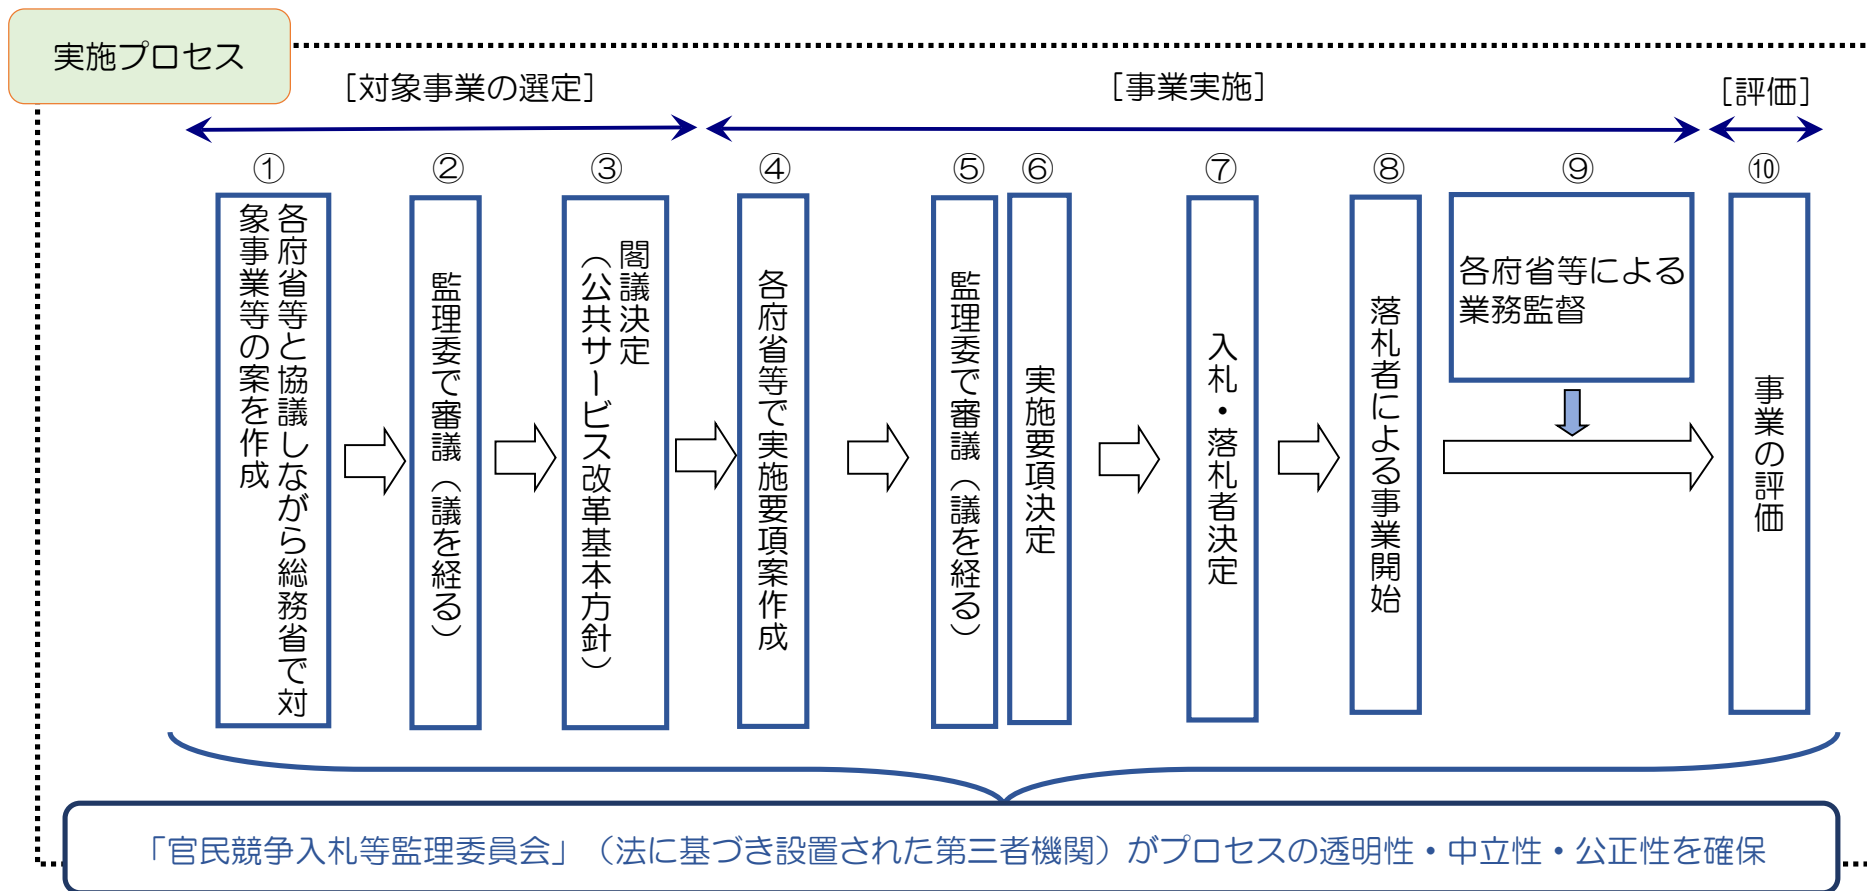 実施プロセス
［対象事業の選定］
［事業実施］
［評価］
①
②
③
④
⑤
⑥
⑦
⑧
⑨
⑩
各府省等と協議しながら総務省で対
象事業等の案を作成
監理委で審議（議を経る）
閣議決定
（公共サービス改革基本方針）
各府省等で実施要項案作成
監理委で審議（議を経る）
実施要項決定
入札・落札者決定
落札者による事業開始
各府省等による
業務監督
事業の評価
「官民競争入札等監理委員会」（法に基づき設置された第三者機関）がプロセスの透明性・中立性・公正性を確保